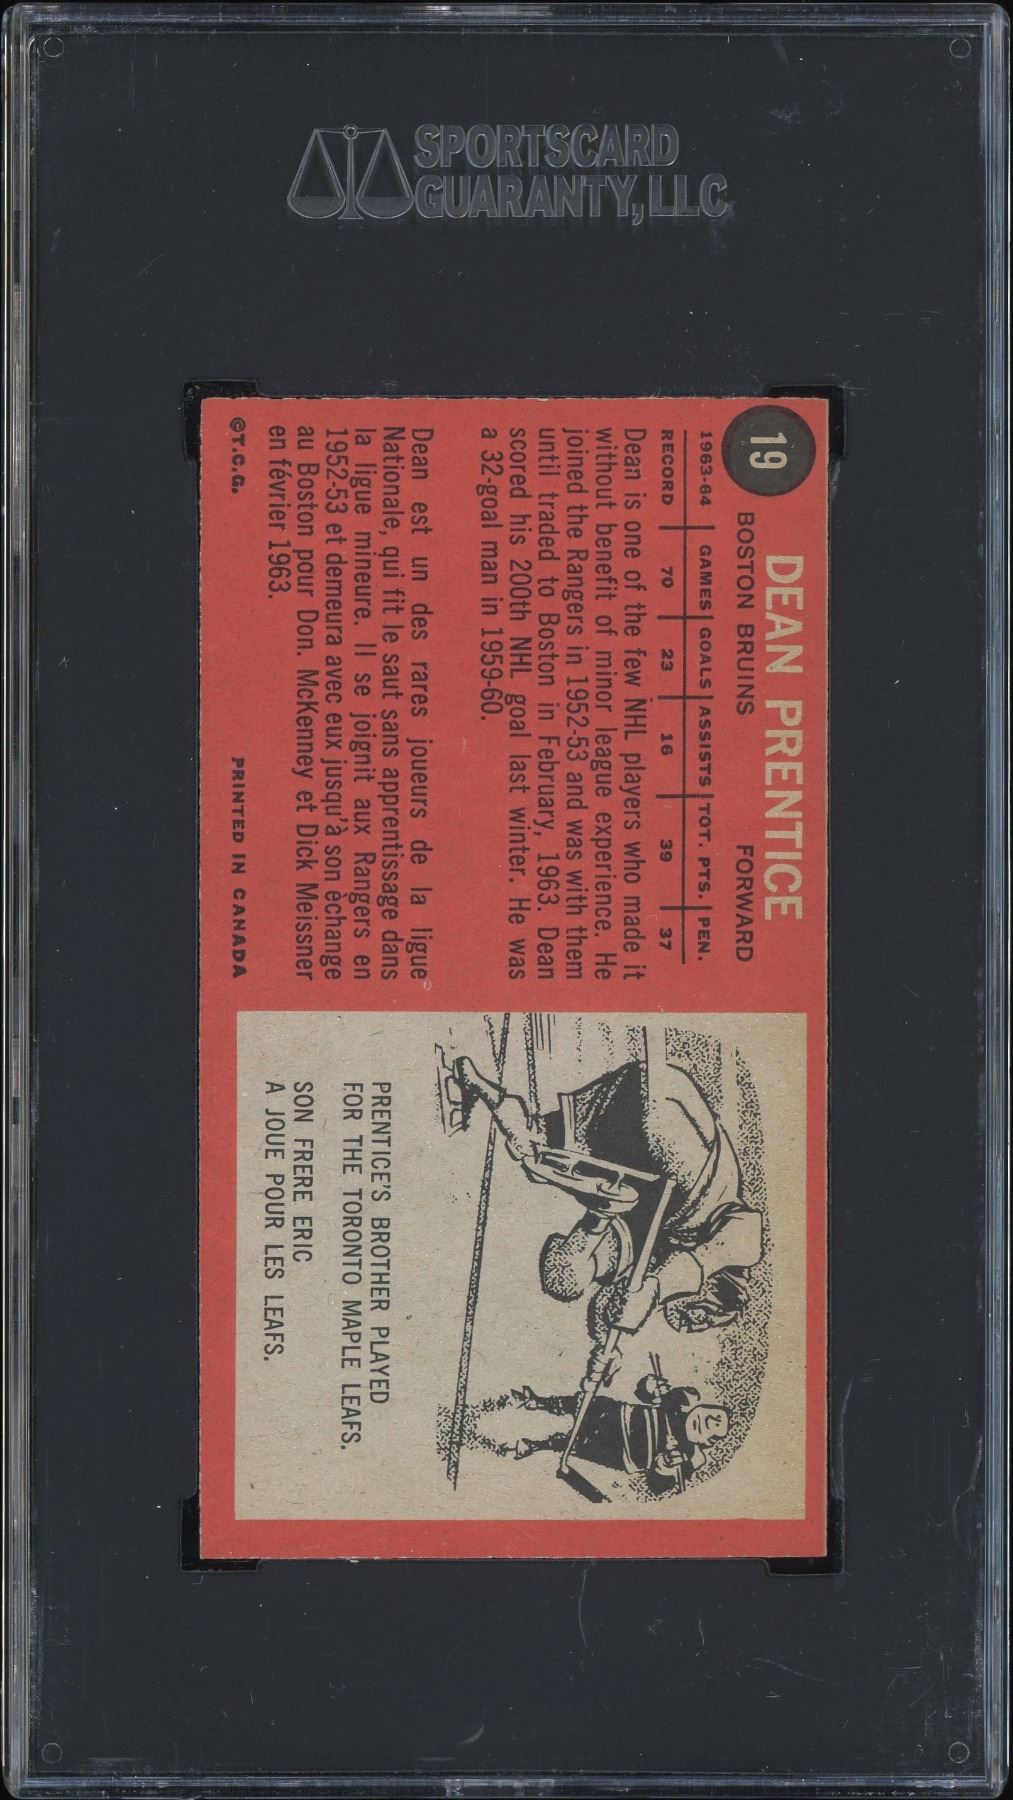 SPORTSCARD
GUARANTY, LLC
19
DEAN PRENTICE
BOSTON BRUINS FORWARD
1963-64 GAMES GOALS ASSISTS TOT. PTS. PEN.
RECORD 70 23 16 39 37
Dean is one of the few NHL players who made it
without benefit of minor league experience. He
joined the Rangers in 1952-53 and was with them
until traded to Boston in February, 1963. Dean
scored his 200th NHL goal last winter. He was
a 32-goal man in 1959-60.
Dean est un des rares joueurs de la ligue
Nationale, qui fit le saut sans apprentissage dans
la ligue mineure. Il se joignit aux Rangers en
1952-53 et demeura avec eux jusqu'à son èchange
au Boston pour Don. McKenney et Dick Meissner
en février 1963.
©T.C.G. PRINTED IN CANADA
PRENTICE'S BROTHER PLAYED
FOR THE TORONTO MAPLE LEAFS.
SON FRERE ERIC
A JOUE POUR LES LEAFS.